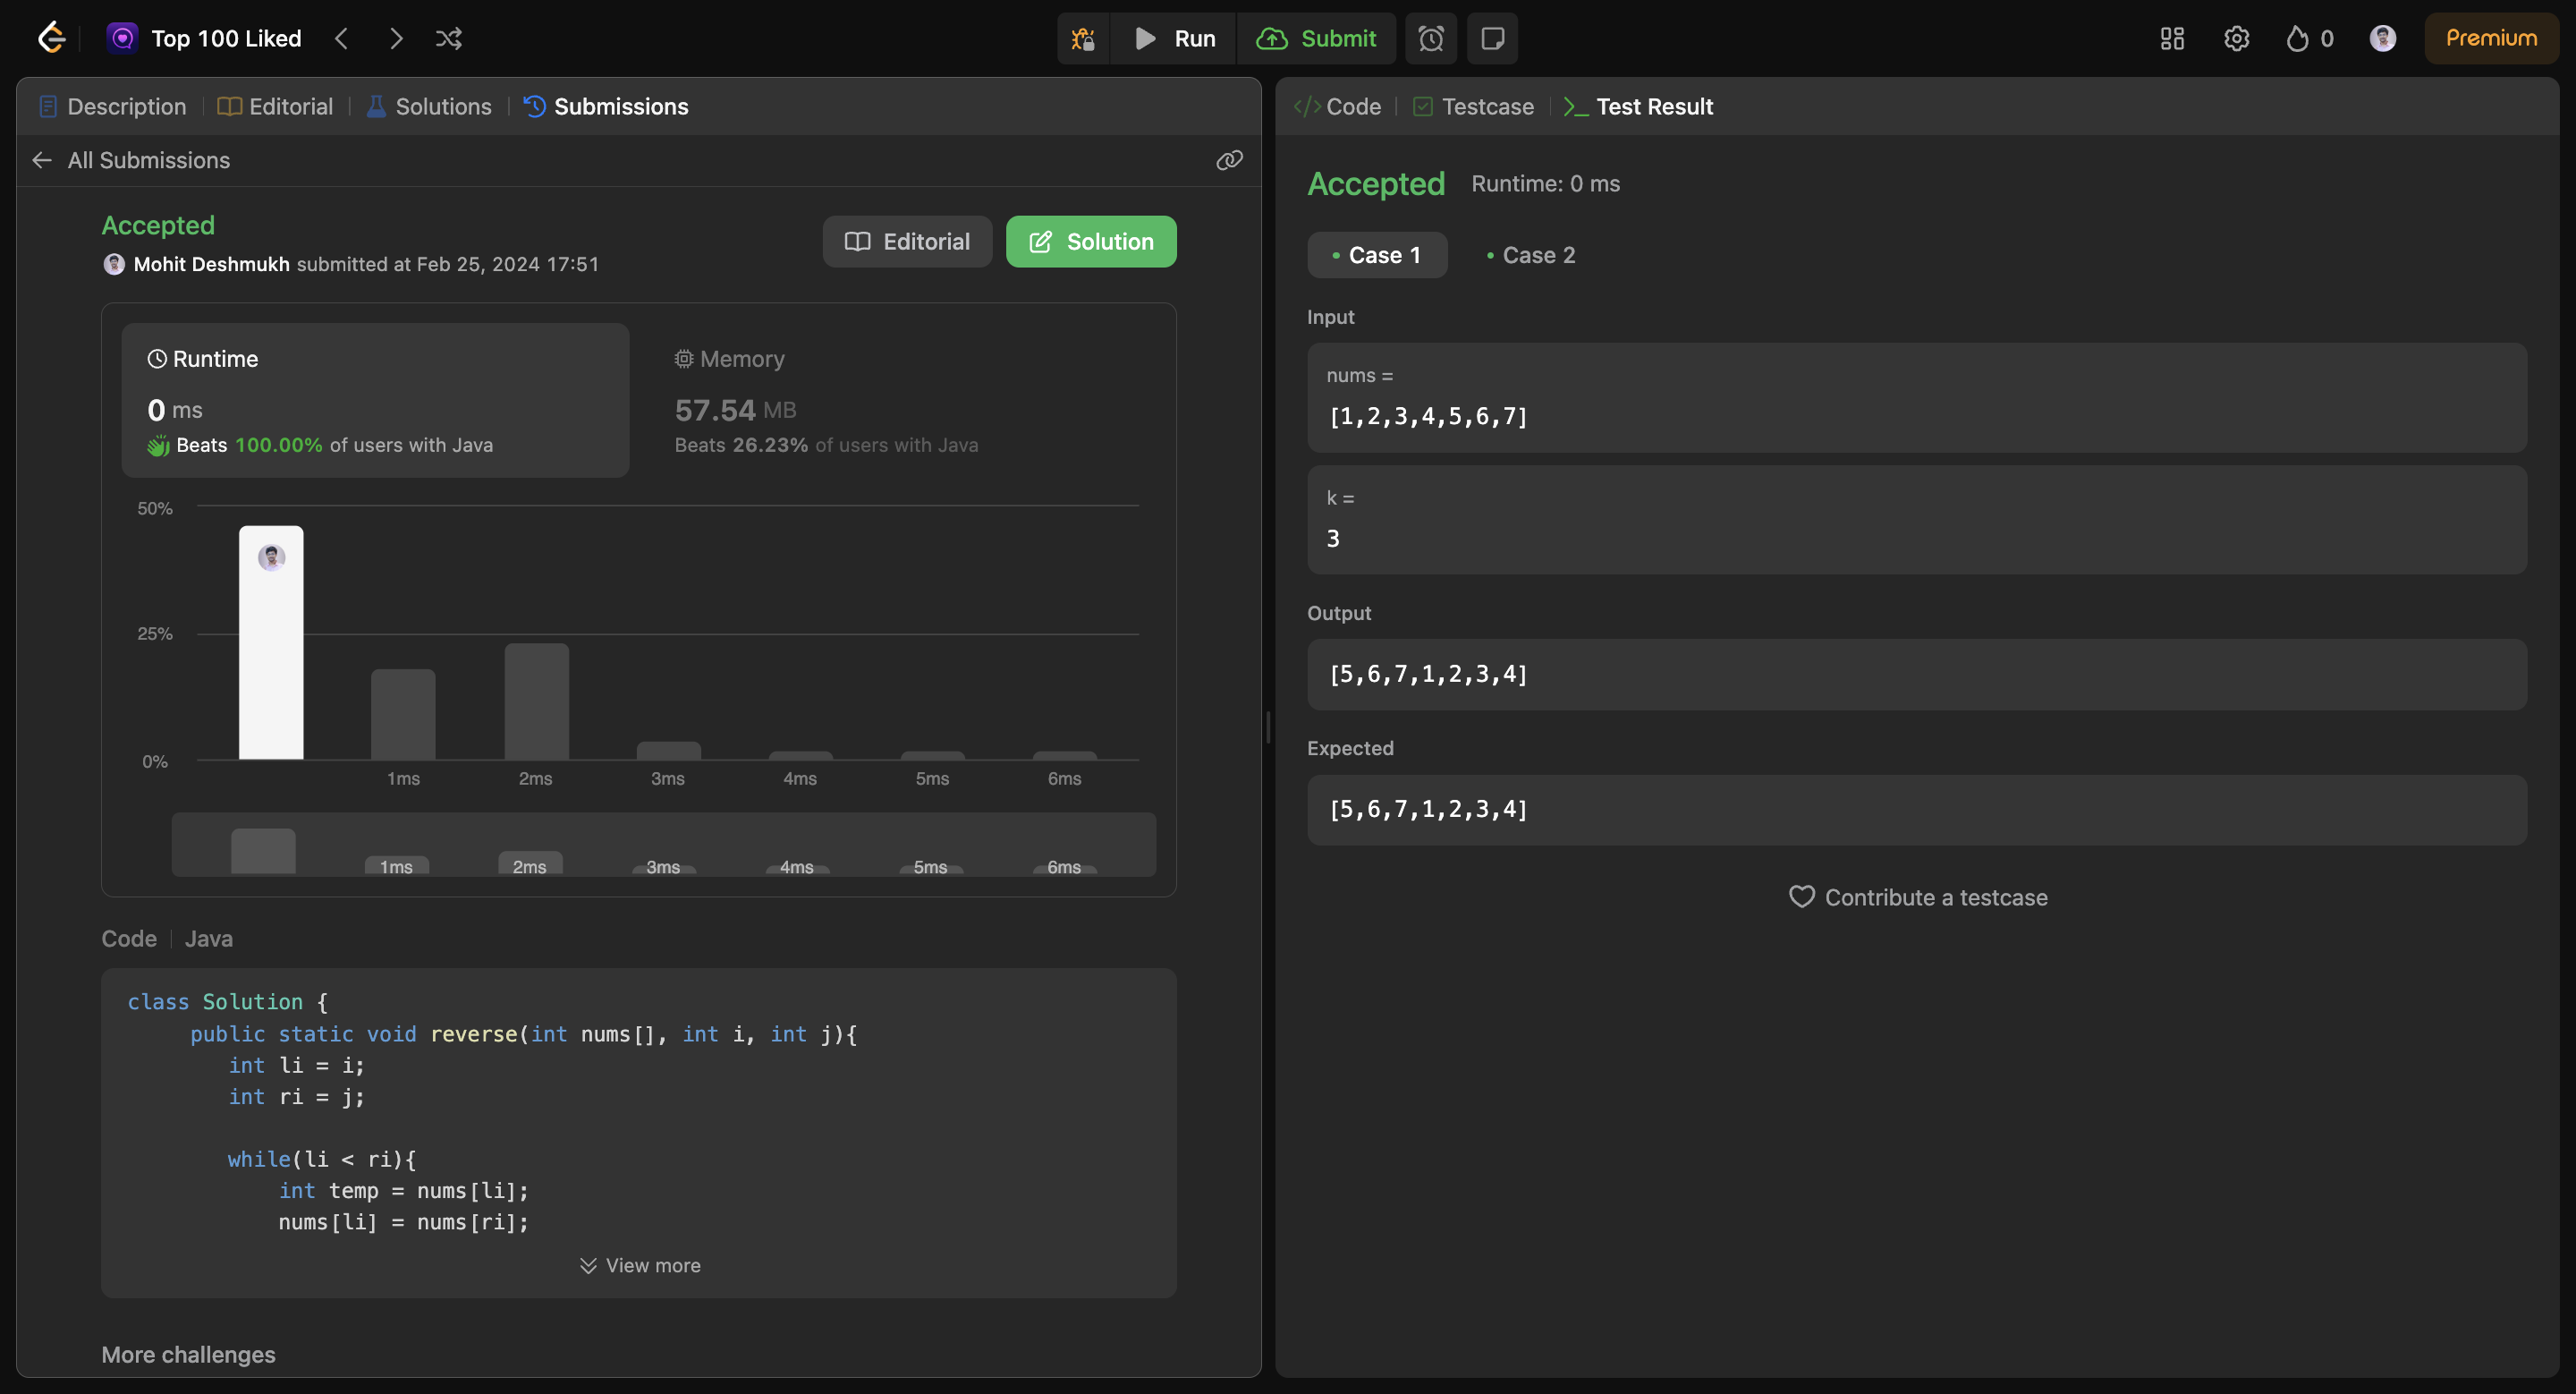 Top 100 Liked
Run
Submit
0
Premium
Description
Editorial
Solutions
Submissions
All Submissions
Accepted
Mohit Deshmukh submitted at Feb 25, 2024 17:51
Editorial
Solution
Runtime
0 ms
Beats 100.00% of users with Java
Memory
57.54 MB
Beats 26.23% of users with Java
50%
25%
0%
1ms 2ms 3ms 4ms 5ms 6ms
1ms 2ms 3ms 4ms 5ms 6ms
Code
Java
class Solution {
public static void reverse(int nums[], int i, int j){
int li = i;
int ri = j;
while(li < ri){
int temp = nums[li];
nums[li] = nums[ri];
View more
More challenges
</> Code
Testcase
>_ Test Result
Accepted
Runtime: 0 ms
• Case 1
• Case 2
Input
nums =
[1,2,3,4,5,6,7]
k =
3
Output
[5,6,7,1,2,3,4]
Expected
[5,6,7,1,2,3,4]
Contribute a testcase